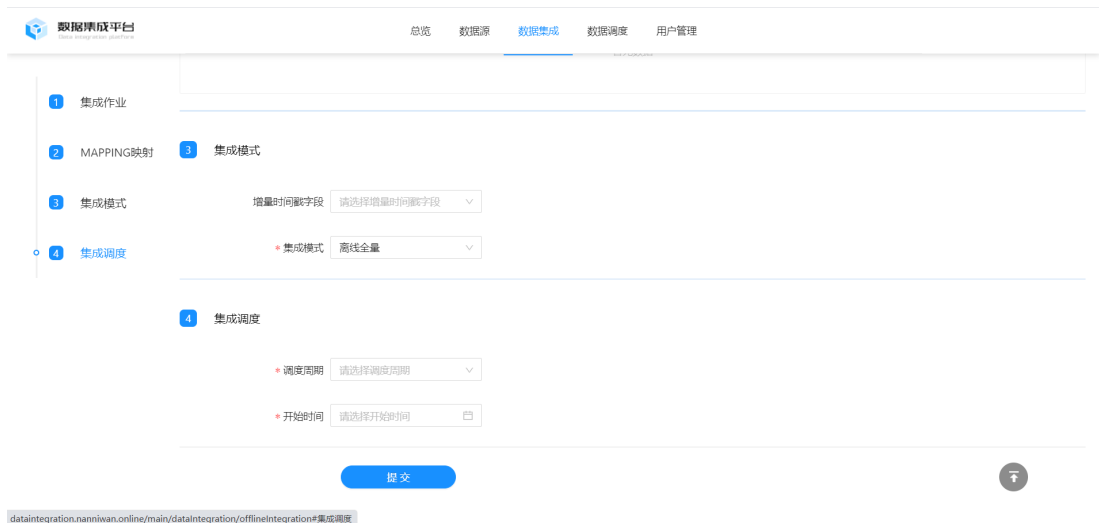 数据集成平台
Data integration platform
总览 数据源 数据集成 数据调度 用户管理
1 集成作业
2 MAPPING映射
3 集成模式
4 集成调度
3 集成模式
增量时间戳字段 请选择增量时间戳字段
* 集成模式 离线全量
4 集成调度
* 调度周期 请选择调度周期
* 开始时间 请选择开始时间
提交
dataintegration.nanniwan.online/main/dataIntegration/offlineIntegration#集成调度